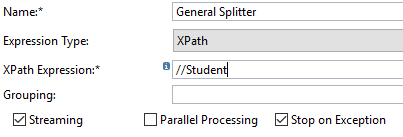 Name:* General Splitter
Expression Type: XPath
XPath Expression:* i //Student
Grouping:
Streaming Parallel Processing Stop on Exception